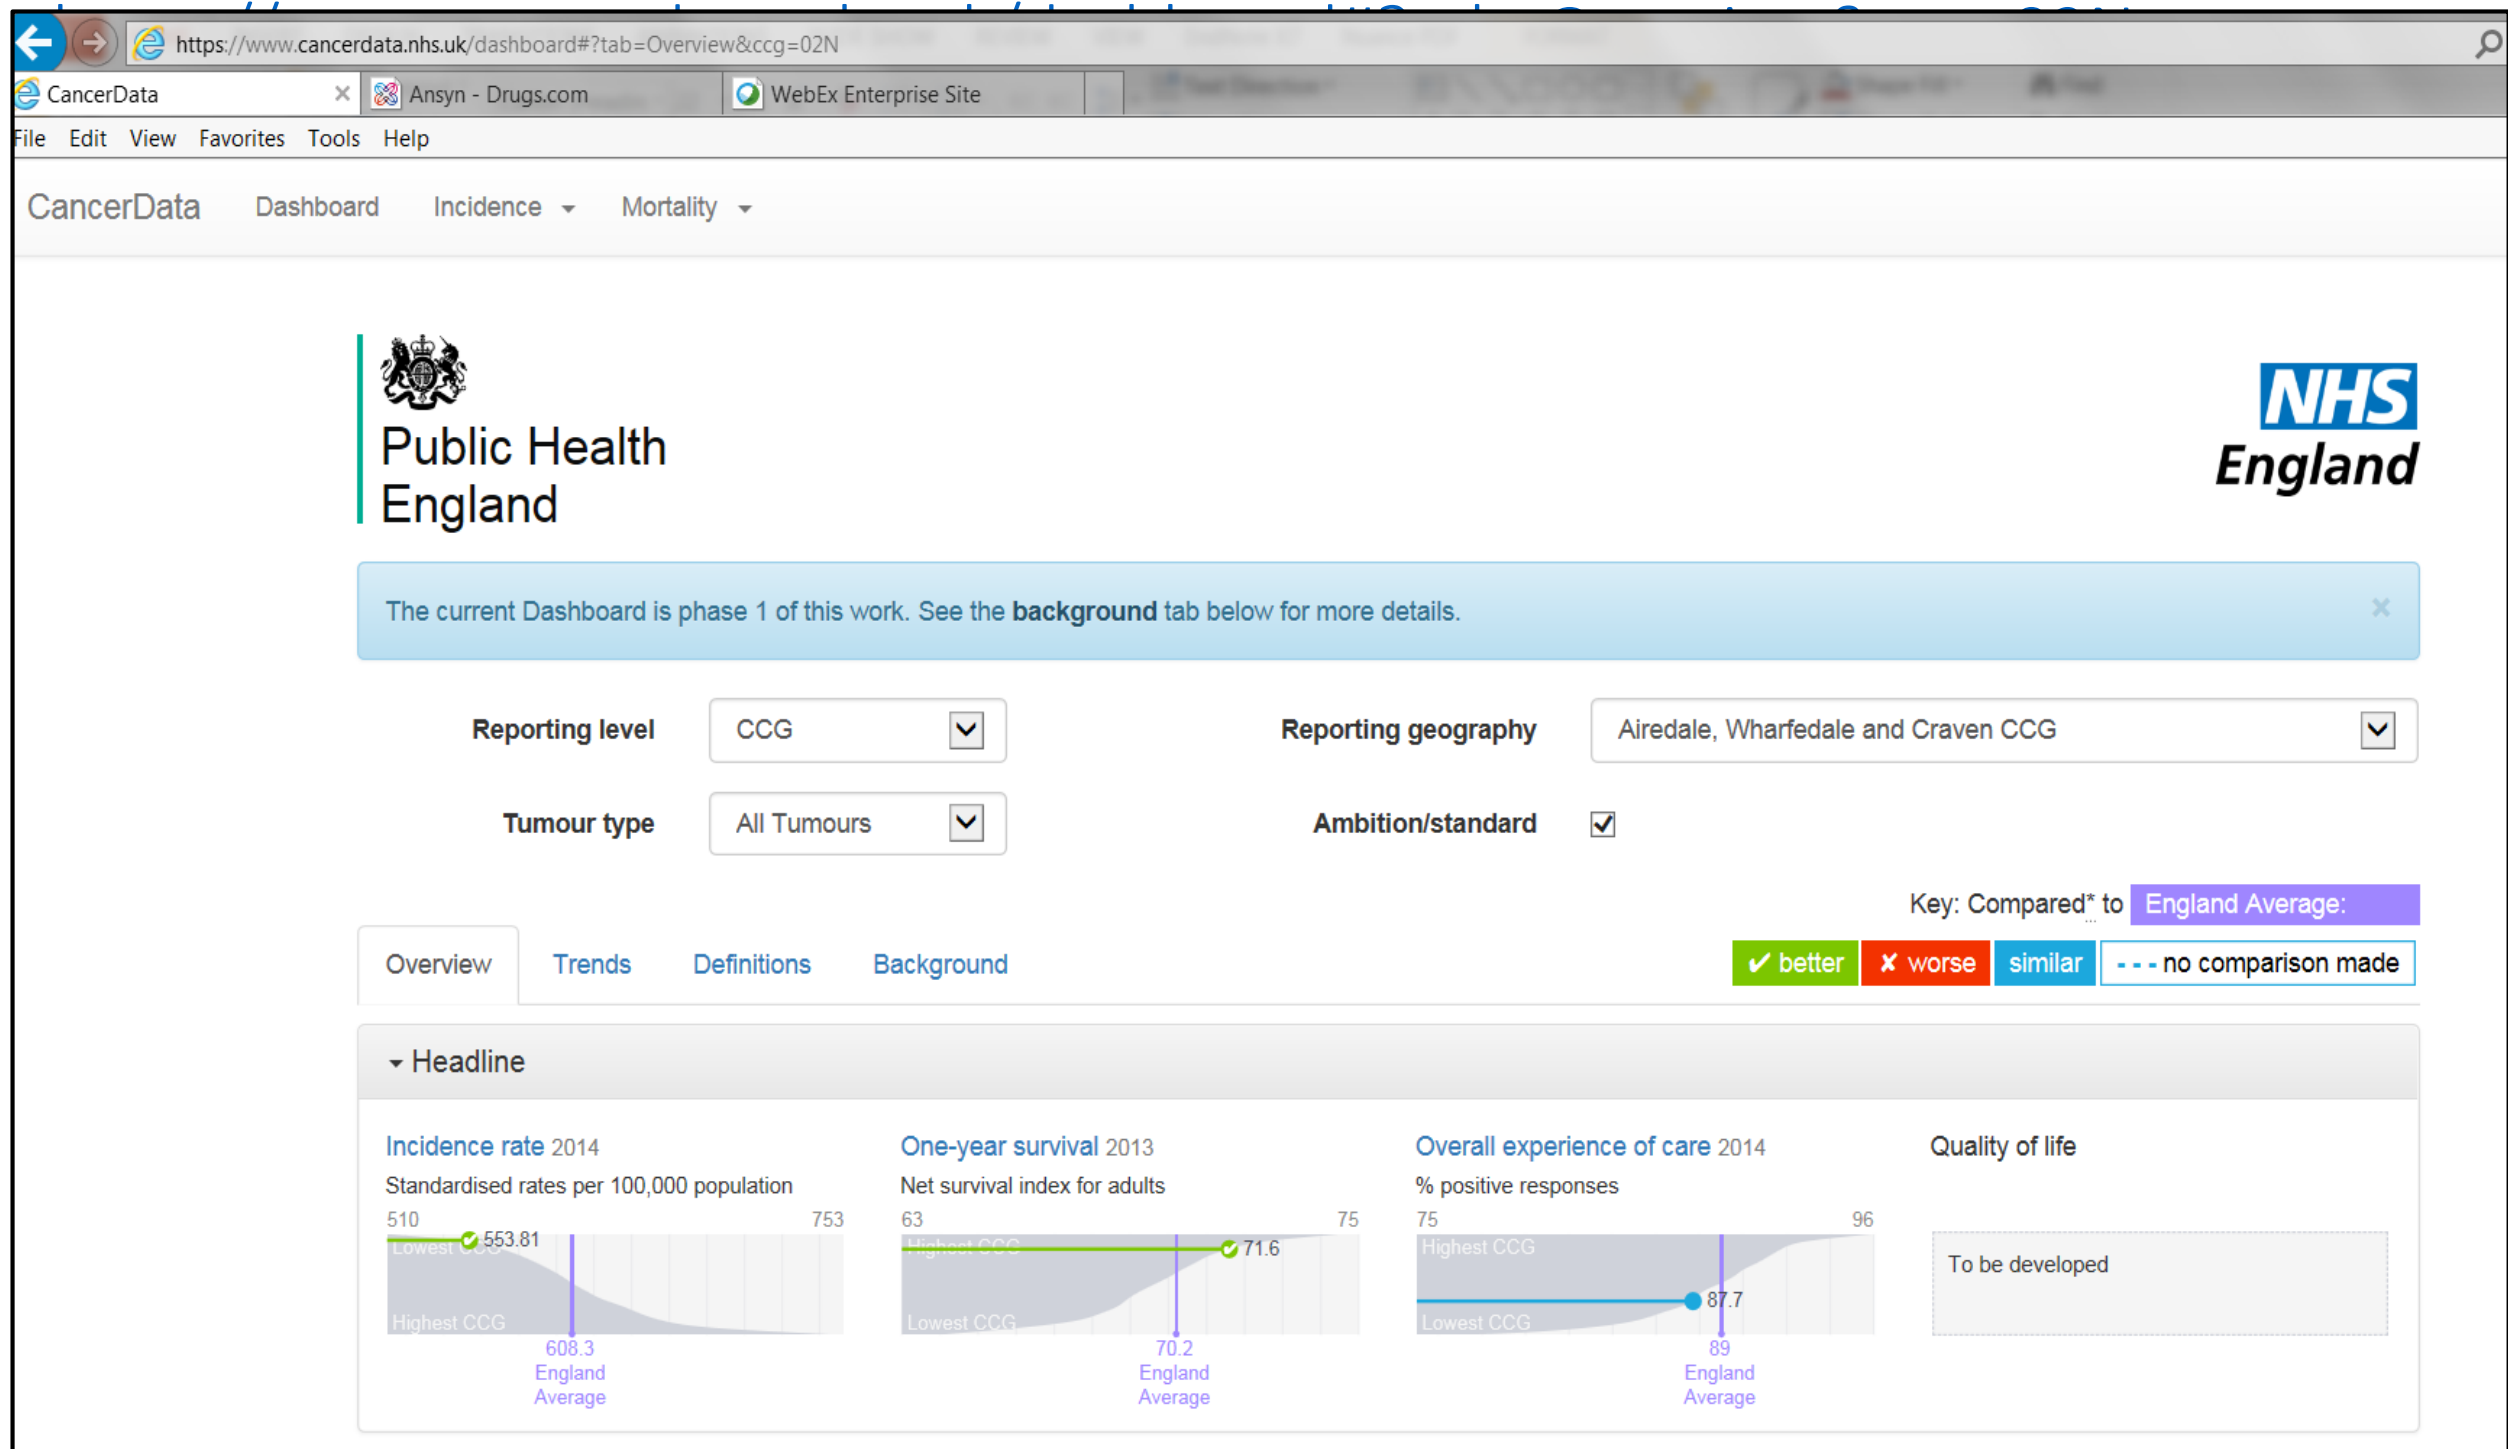 https://www.cancerdata.nhs.uk/dashboard#?tab=Overview&ccg=02N
CancerData
Ansyn - Drugs.com
WebEx Enterprise Site
File Edit View Favorites Tools Help
CancerData Dashboard Incidence Mortality
Public Health
England
NHS
England
The current Dashboard is phase 1 of this work. See the background tab below for more details.
Reporting level CCG Reporting geography Airedale, Wharfedale and Craven CCG
Tumour type All Tumours Ambition/standard
Key: Compared* to England Average:
Overview Trends Definitions Background ✔ better ✘ worse similar - - - no comparison made
Headline
Incidence rate 2014
Standardised rates per 100,000 population
510 753
553.81
Lowest CCG
Highest CCG
608.3
England
Average
One-year survival 2013
Net survival index for adults
63 75
71.6
Highest CCG
Lowest CCG
70.2
England
Average
Overall experience of care 2014
% positive responses
75 96
Highest CCG
87.7
Lowest CCG
89
England
Average
Quality of life
To be developed